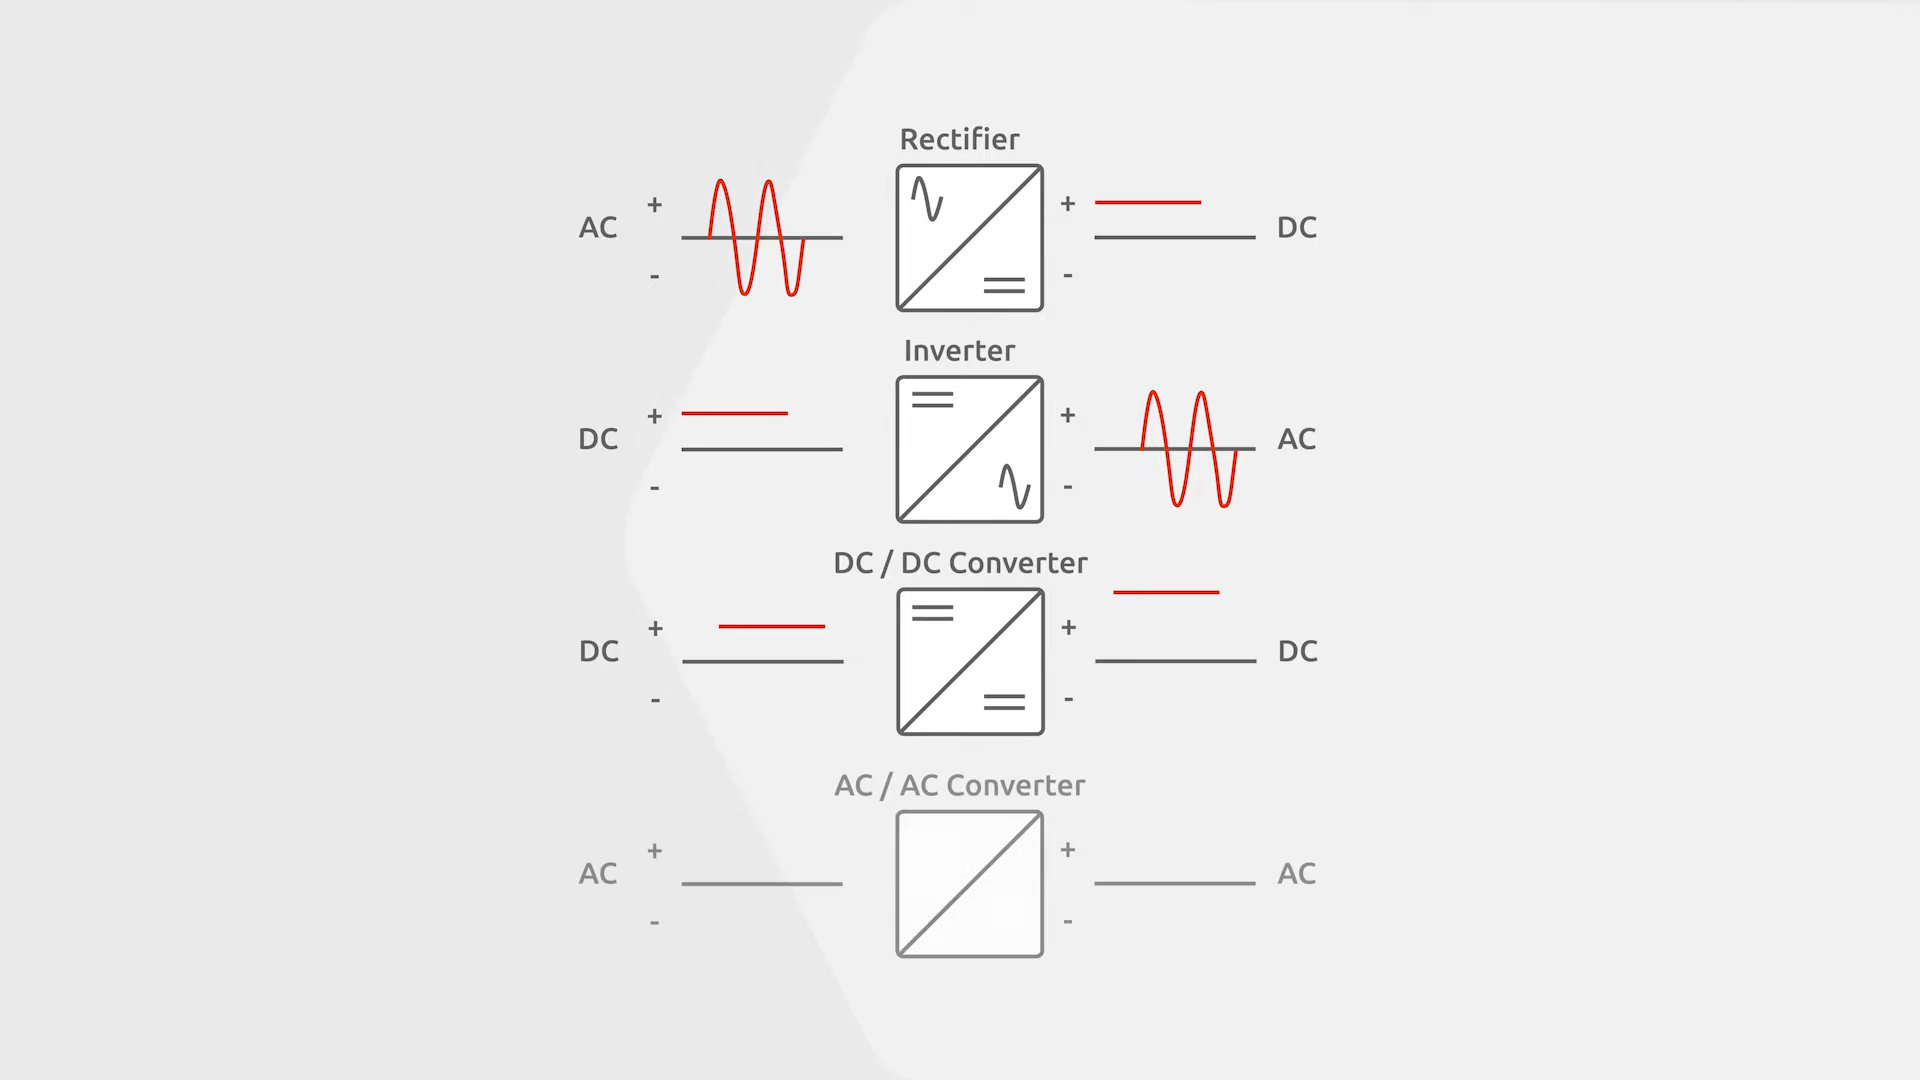 Rectifier
+
+
AC
DC
-
-
Inverter
+
+
DC
AC
-
-
DC / DC Converter
+
+
DC
DC
-
-
AC / AC Converter
+
+
AC
AC
-
-